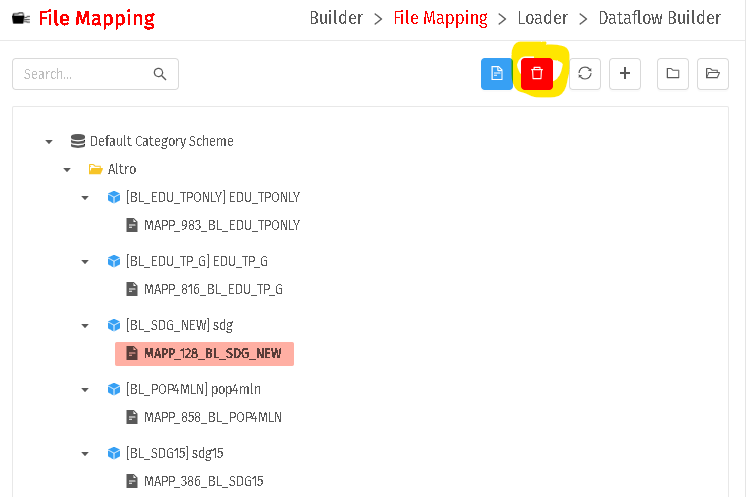 File Mapping
Builder > File Mapping > Loader > Dataflow Builder
Search...
Default Category Scheme
Altro
[BL_EDU_TPONLY] EDU_TPONLY
MAPP_983_BL_EDU_TPONLY
[BL_EDU_TP_G] EDU_TP_G
MAPP_816_BL_EDU_TP_G
[BL_SDG_NEW] sdg
MAPP_128_BL_SDG_NEW
[BL_POP4MLN] pop4mln
MAPP_858_BL_POP4MLN
[BL_SDG15] sdg15
MAPP_386_BL_SDG15